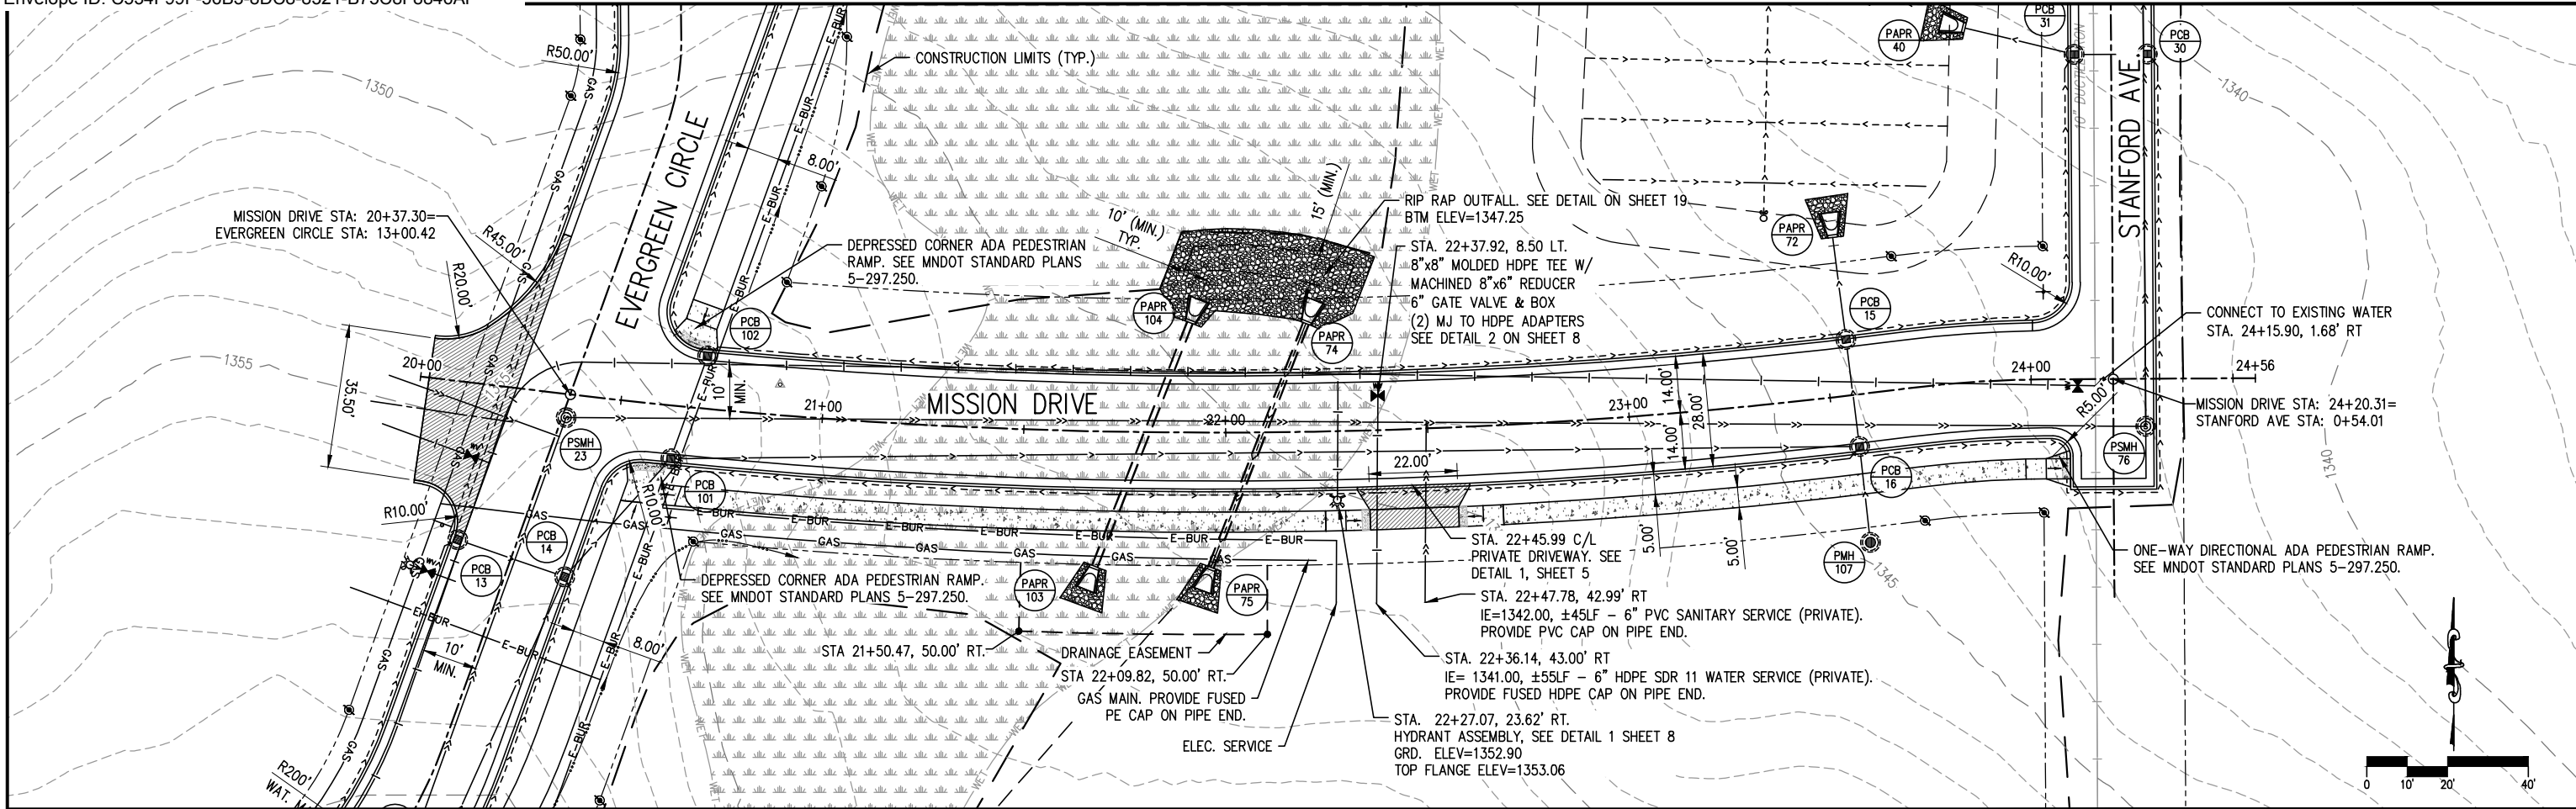 R50.00'
1350
CONSTRUCTION LIMITS (TYP.)
EVERGREEN CIRCLE
E-BUR
8.00'
GAS
WET
PAPR
40
PCB
31
PCB
30
STANFORD AVE.
1340
MISSION DRIVE STA: 20+37.30=
EVERGREEN CIRCLE STA: 13+00.42
R45.00'
R20.00'
DEPRESSED CORNER ADA PEDESTRIAN
RAMP. SEE MNDOT STANDARD PLANS
5-297.250.
10' (MIN.)
TYP.
15' (MIN.)
RIP RAP OUTFALL. SEE DETAIL ON SHEET 19
BTM ELEV=1347.25
STA. 22+37.92, 8.50 LT.
8"x8" MOLDED HDPE TEE W/
MACHINED 8"x6" REDUCER
6" GATE VALVE & BOX
(2) MJ TO HDPE ADAPTERS
SEE DETAIL 2 ON SHEET 8
PAPR
72
R10.00'
PCB
15
PCB
102
PAPR
104
PAPR
74
CONNECT TO EXISTING WATER
STA. 24+15.90, 1.68' RT
1355
35.50'
20+00
10'
MIN.
21+00
MISSION DRIVE
22+00
23+00
14.00'
28.00'
14.00'
24+00
24+56
R5.00'
MISSION DRIVE STA: 24+20.31=
STANFORD AVE STA: 0+54.01
PSMH
23
PSMH
76
PCB
101
22.00'
PCB
16
R10.00'
R10.00'
PCB
14
PCB
13
E-BUR
GAS
5.00'
5.00'
1340
1345
STA. 22+45.99 C/L
PRIVATE DRIVEWAY. SEE
DETAIL 1, SHEET 5
PMH
107
ONE-WAY DIRECTIONAL ADA PEDESTRIAN RAMP.
SEE MNDOT STANDARD PLANS 5-297.250.
DEPRESSED CORNER ADA PEDESTRIAN RAMP.
SEE MNDOT STANDARD PLANS 5-297.250.
PAPR
103
PAPR
75
STA. 22+47.78, 42.99' RT
IE=1342.00, ±45LF - 6" PVC SANITARY SERVICE (PRIVATE).
PROVIDE PVC CAP ON PIPE END.
10'
MIN.
8.00'
STA 21+50.47, 50.00' RT.
DRAINAGE EASEMENT
STA 22+09.82, 50.00' RT.
GAS MAIN. PROVIDE FUSED
PE CAP ON PIPE END.
ELEC. SERVICE
STA. 22+36.14, 43.00' RT
IE= 1341.00, ±55LF - 6" HDPE SDR 11 WATER SERVICE (PRIVATE).
PROVIDE FUSED HDPE CAP ON PIPE END.
STA. 22+27.07, 23.62' RT.
HYDRANT ASSEMBLY, SEE DETAIL 1 SHEET 8
GRD. ELEV=1352.90
TOP FLANGE ELEV=1353.06
R200'
0 10' 20' 40'